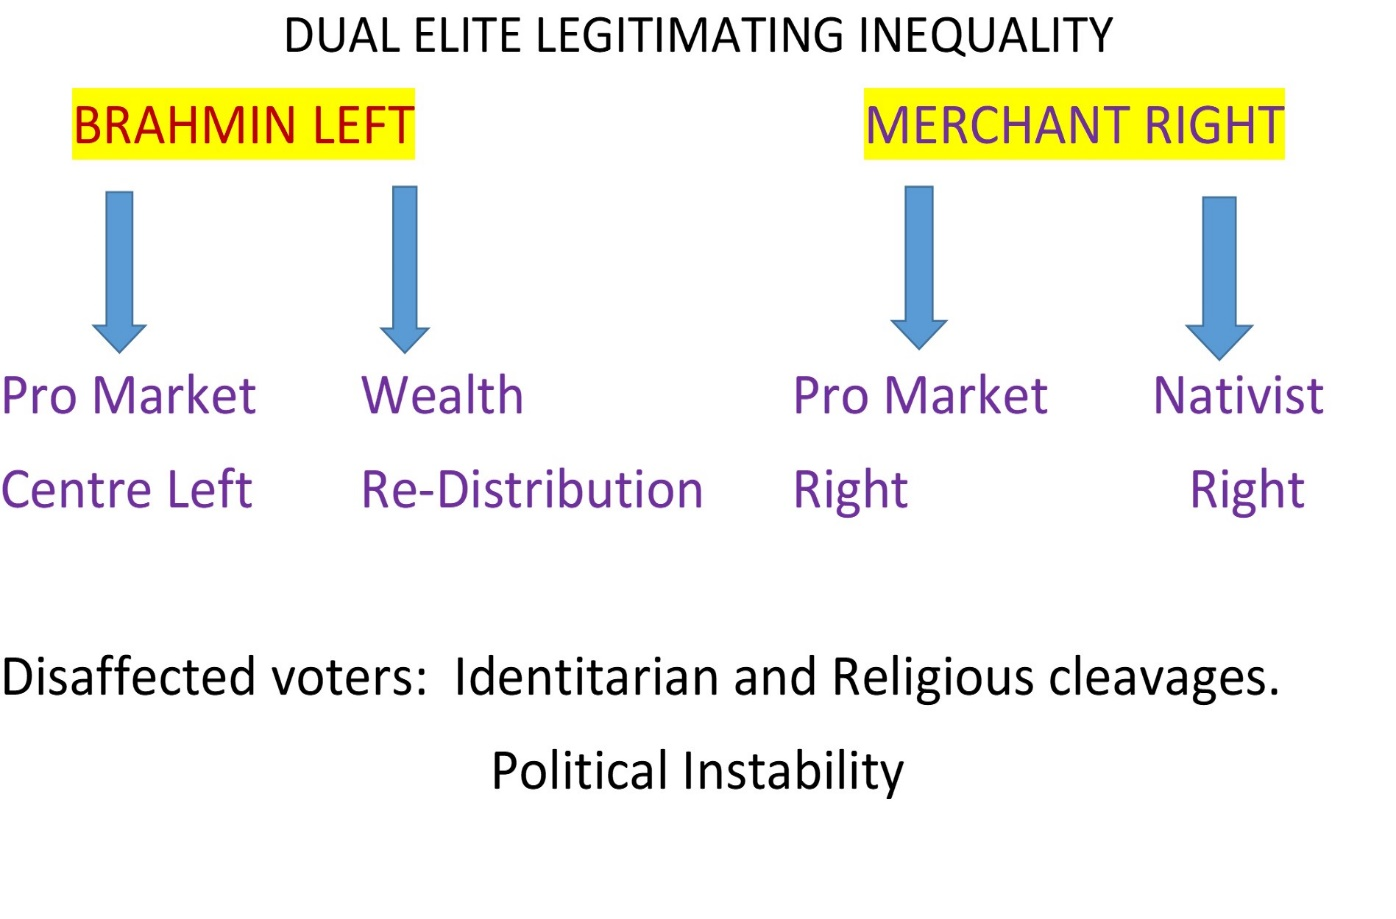 DUAL ELITE LEGITIMATING INEQUALITY
BRAHMIN LEFT
MERCHANT RIGHT
Pro Market
Centre Left
Wealth
Re-Distribution
Pro Market
Right
Nativist
Right
Disaffected voters:  Identitarian and Religious cleavages.
Political Instability